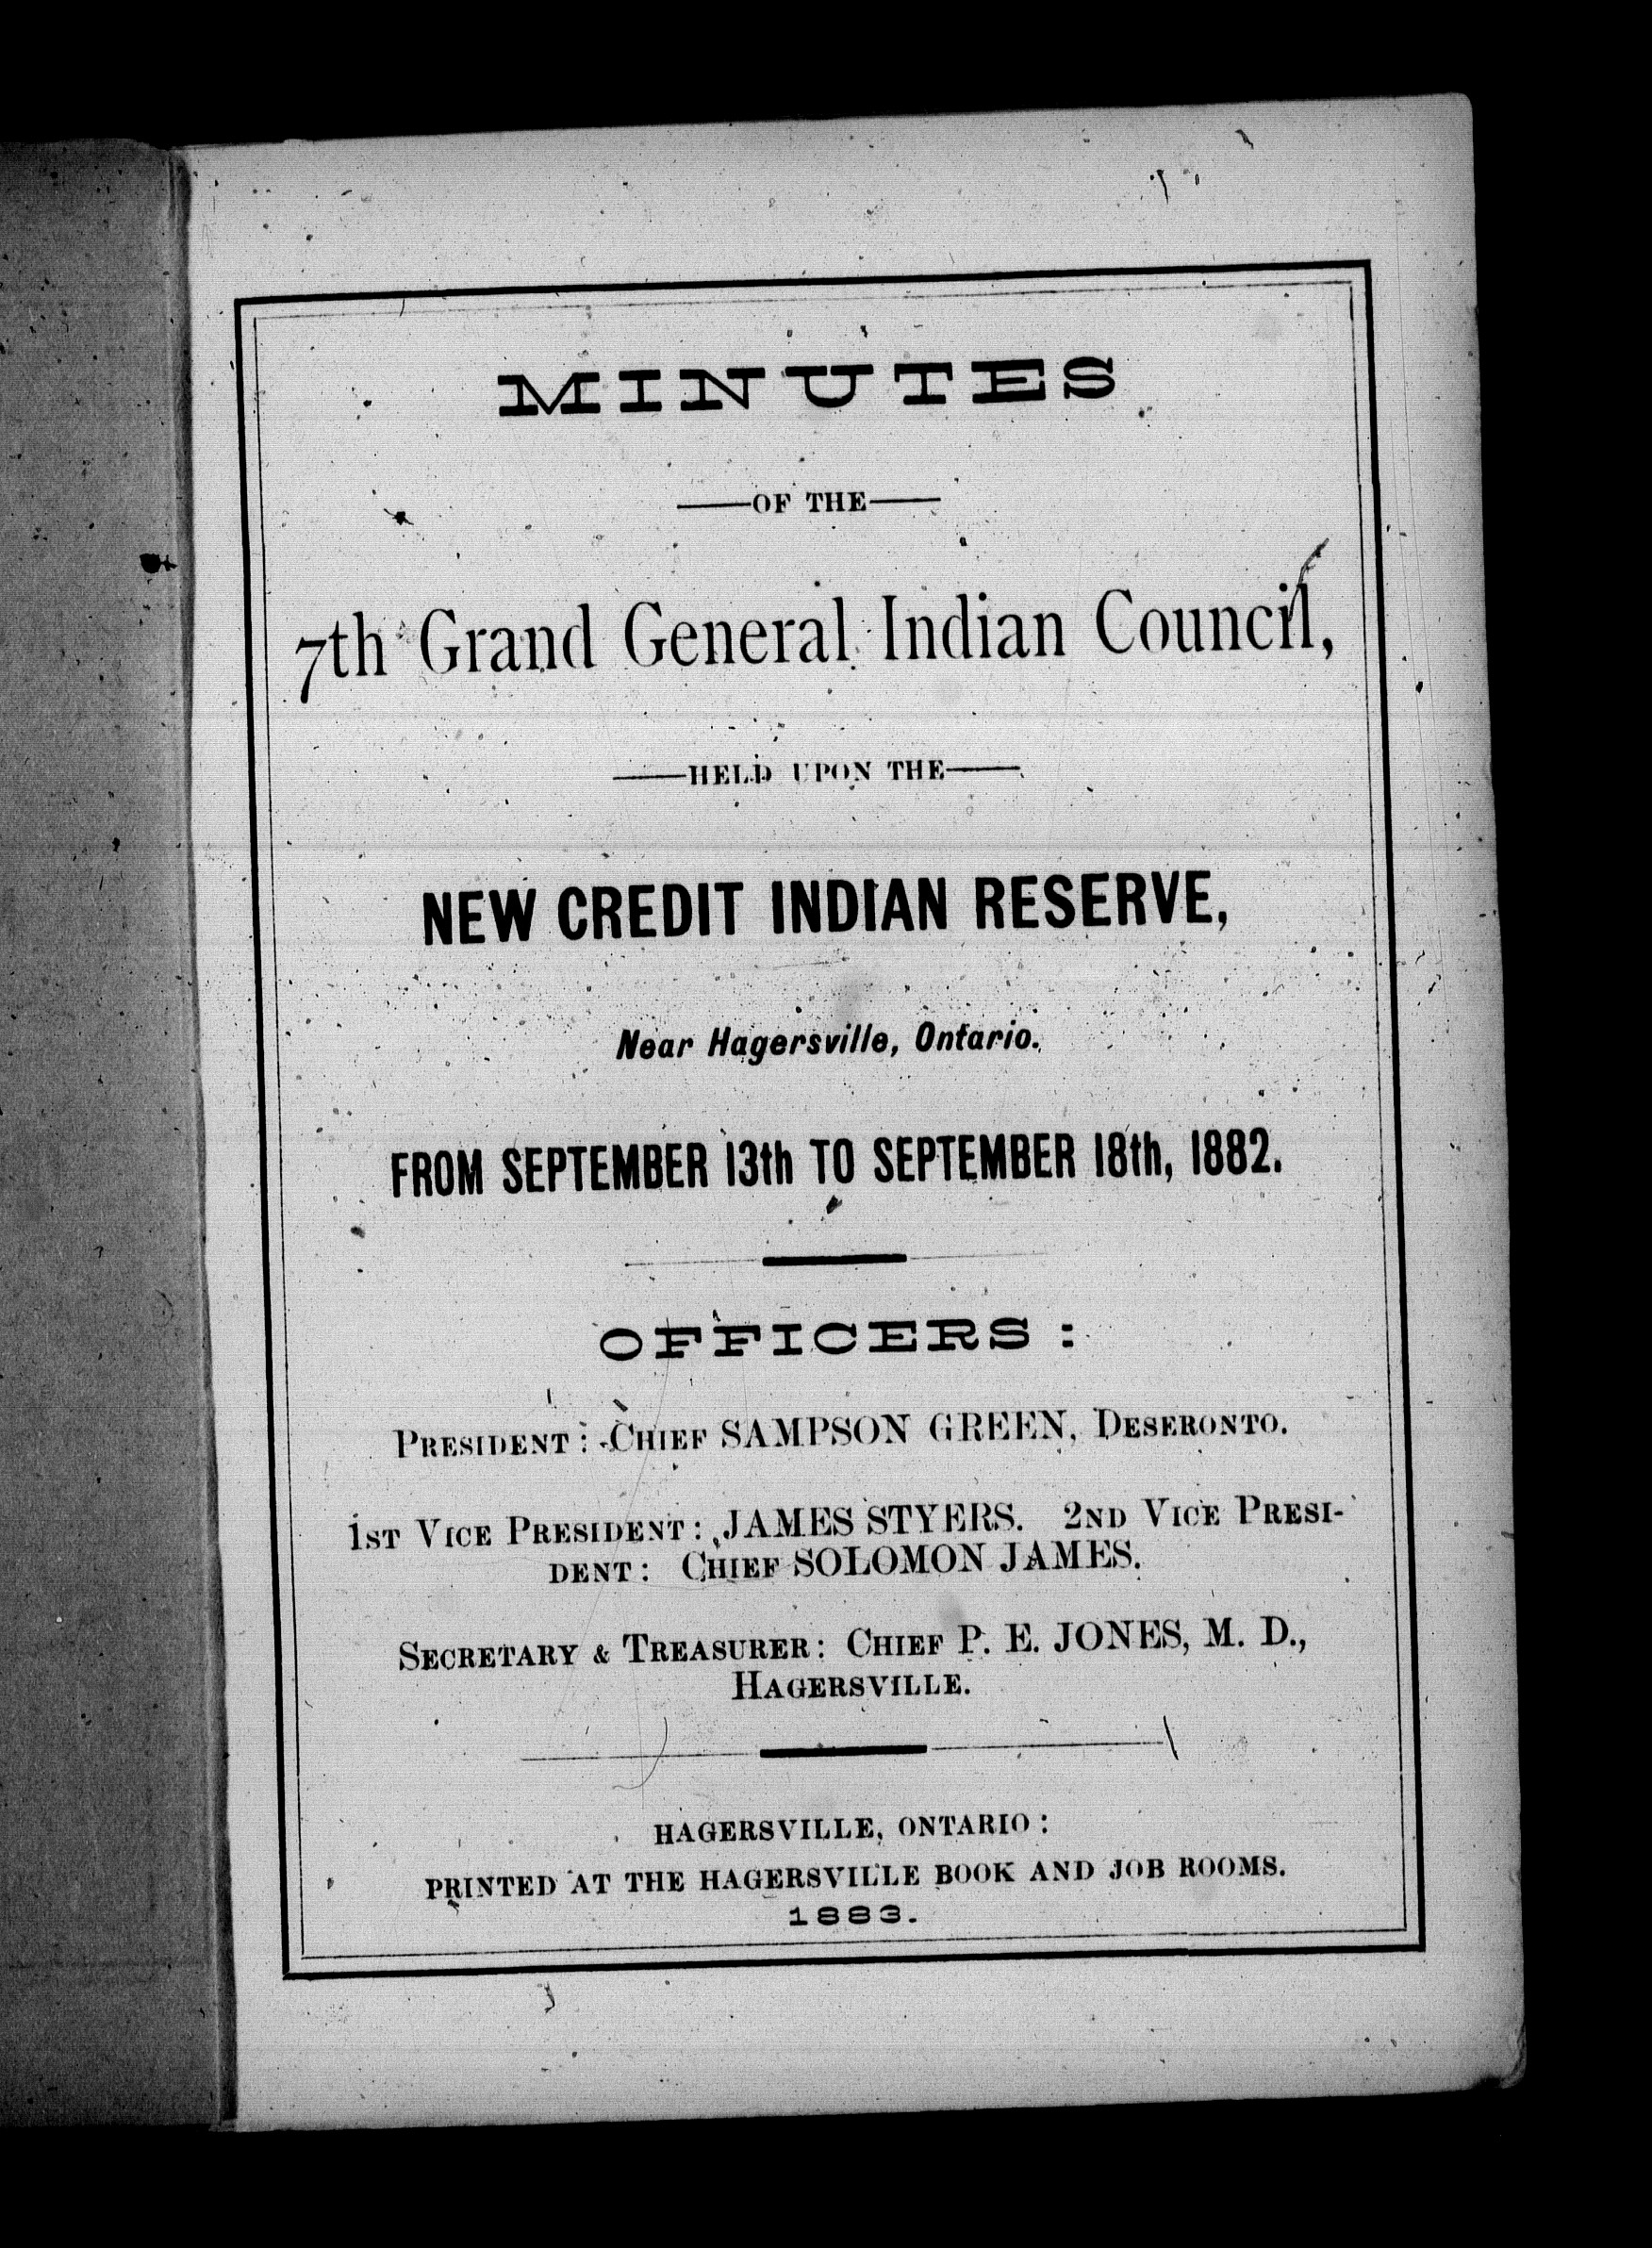 MINUTES
——OF THE——
7th Grand General Indian Council,
——HELD UPON THE——
NEW CREDIT INDIAN RESERVE,
Near Hagersville, Ontario.
FROM SEPTEMBER 13th TO SEPTEMBER 18th, 1882.
OFFICERS :
PRESIDENT : CHIEF SAMPSON GREEN, DESERONTO.
1ST VICE PRESIDENT : JAMES STYERS. 2ND VICE PRESI-
DENT : CHIEF SOLOMON JAMES.
SECRETARY & TREASURER : CHIEF P. E. JONES, M. D.,
HAGERSVILLE.
HAGERSVILLE, ONTARIO :
PRINTED AT THE HAGERSVILLE BOOK AND JOB ROOMS.
1883.